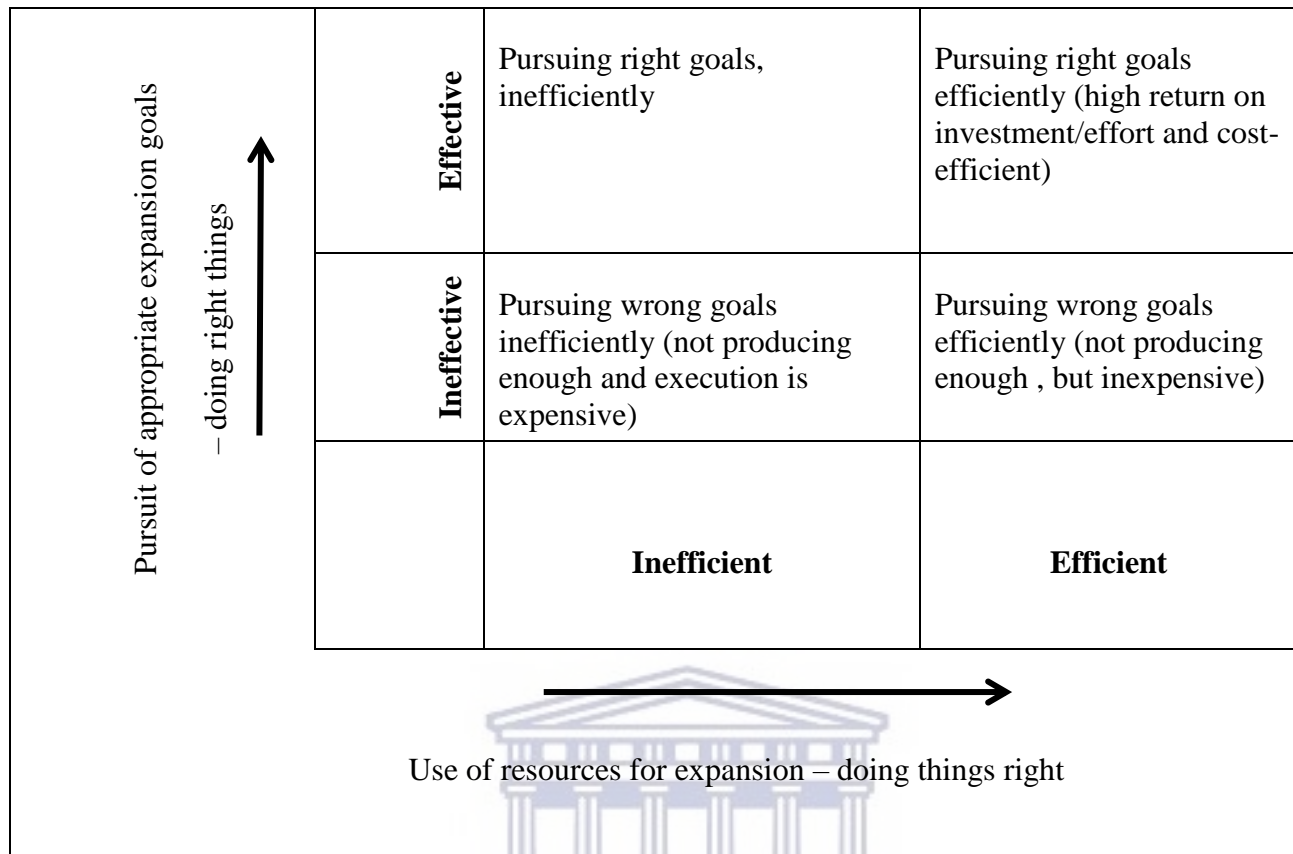 Pursuit of appropriate expansion goals
– doing right things
Effective
Pursuing right goals,
inefficiently
Pursuing right goals
efficiently (high return on
investment/effort and cost-
efficient)
Ineffective
Pursuing wrong goals
inefficiently (not producing
enough and execution is
expensive)
Pursuing wrong goals
efficiently (not producing
enough , but inexpensive)
Inefficient
Efficient
Use of resources for expansion – doing things right